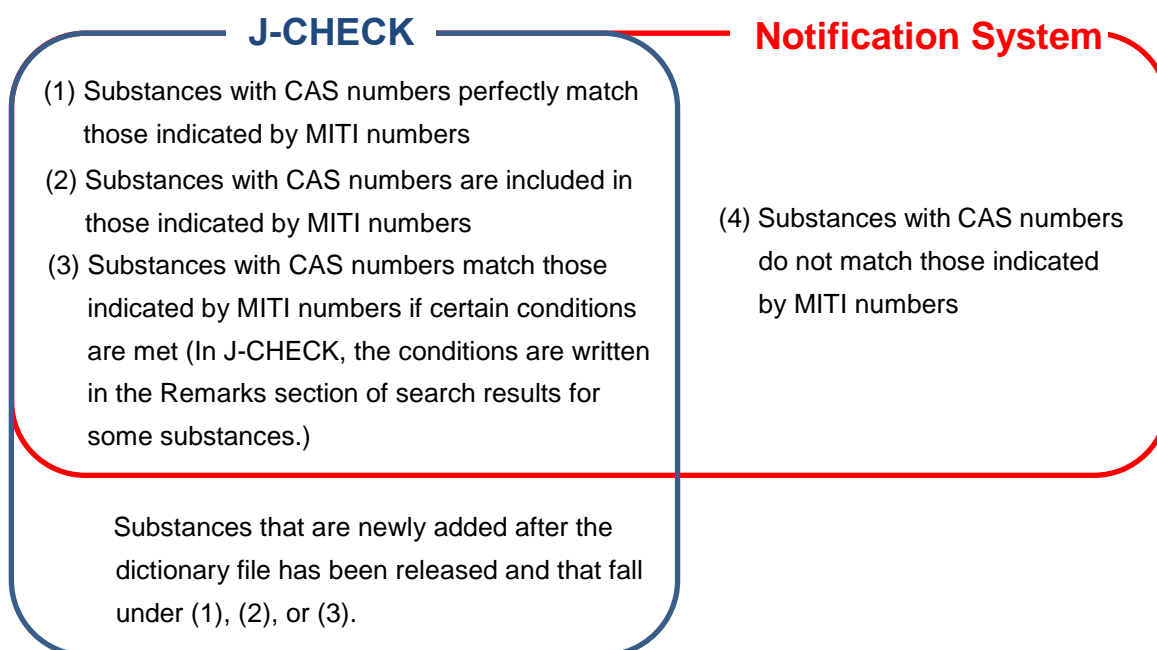 J-CHECK
Notification System
(1) Substances with CAS numbers perfectly match
those indicated by MITI numbers
(2) Substances with CAS numbers are included in
those indicated by MITI numbers
(3) Substances with CAS numbers match those
indicated by MITI numbers if certain conditions
are met (In J-CHECK, the conditions are written
in the Remarks section of search results for
some substances.)
(4) Substances with CAS numbers
do not match those indicated
by MITI numbers
Substances that are newly added after the
dictionary file has been released and that fall
under (1), (2), or (3).